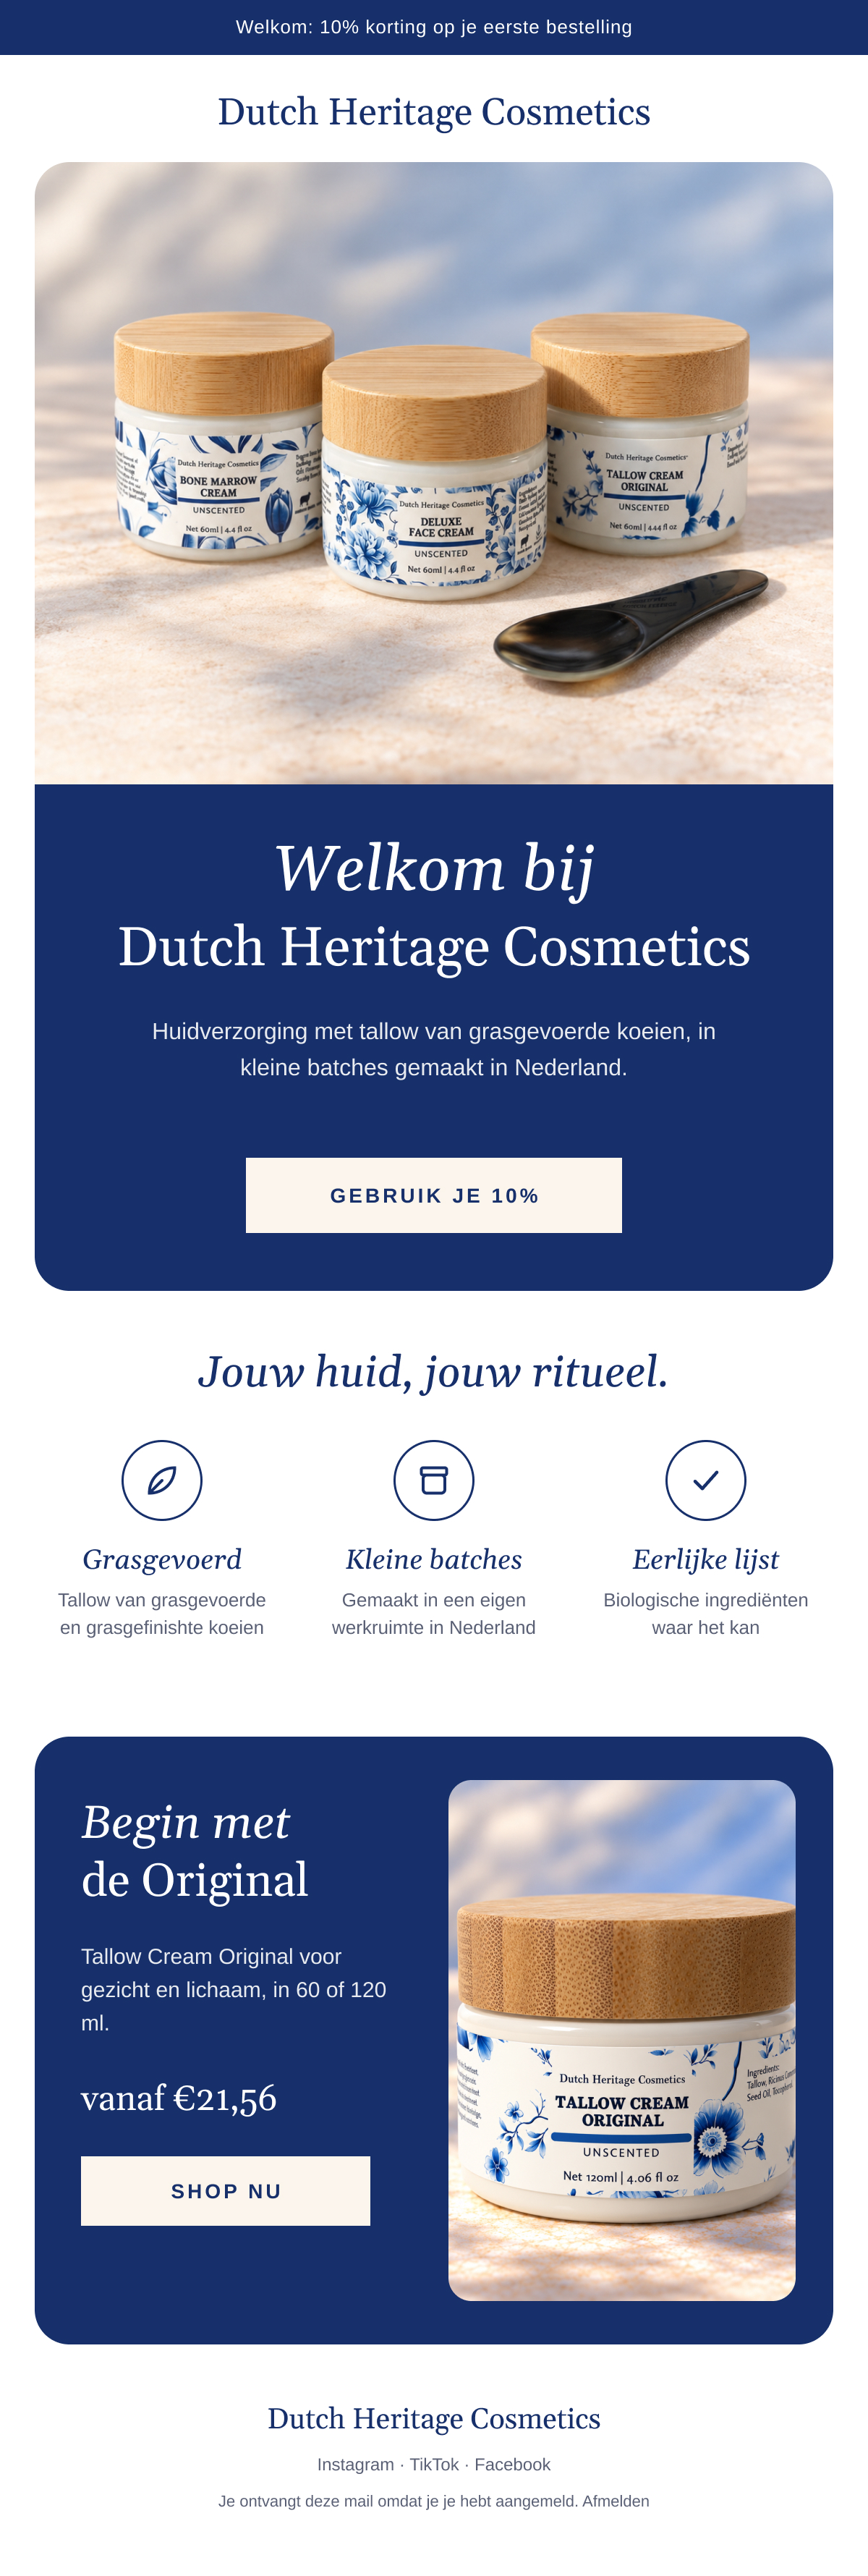 Welkom: 10% korting op je eerste bestelling
Dutch Heritage Cosmetics
Dutch Heritage Cosmetics
BONE MARROW
CREAM
UNSCENTED
Net 60ml | 4.4 fl oz
Dutch Heritage Cosmetics
DELUXE
FACE CREAM
UNSCENTED
Net 60ml | 4.4 fl oz
Dutch Heritage Cosmetics
TALLOW CREAM
ORIGINAL
UNSCENTED
Net 60ml | 444 fl oz
Welkom bij
Dutch Heritage Cosmetics
Huidverzorging met tallow van grasgevoerde koeien, in
kleine batches gemaakt in Nederland.
GEBRUIK JE 10%
Jouw huid, jouw ritueel.
Grasgevoerd
Tallow van grasgevoerde
en grasgefinishte koeien
Kleine batches
Gemaakt in een eigen
werkruimte in Nederland
Eerlijke lijst
Biologische ingrediënten
waar het kan
Begin met
de Original
Tallow Cream Original voor
gezicht en lichaam, in 60 of 120
ml.
vanaf €21,56
SHOP NU
Dutch Heritage Cosmetics
TALLOW CREAM
ORIGINAL
UNSCENTED
Net 120ml | 4.06 fl oz
Ingredients:
Tallow, Ricinus
Seed Oil,
Dutch Heritage Cosmetics
Instagram · TikTok · Facebook
Je ontvangt deze mail omdat je je hebt aangemeld. Afmelden